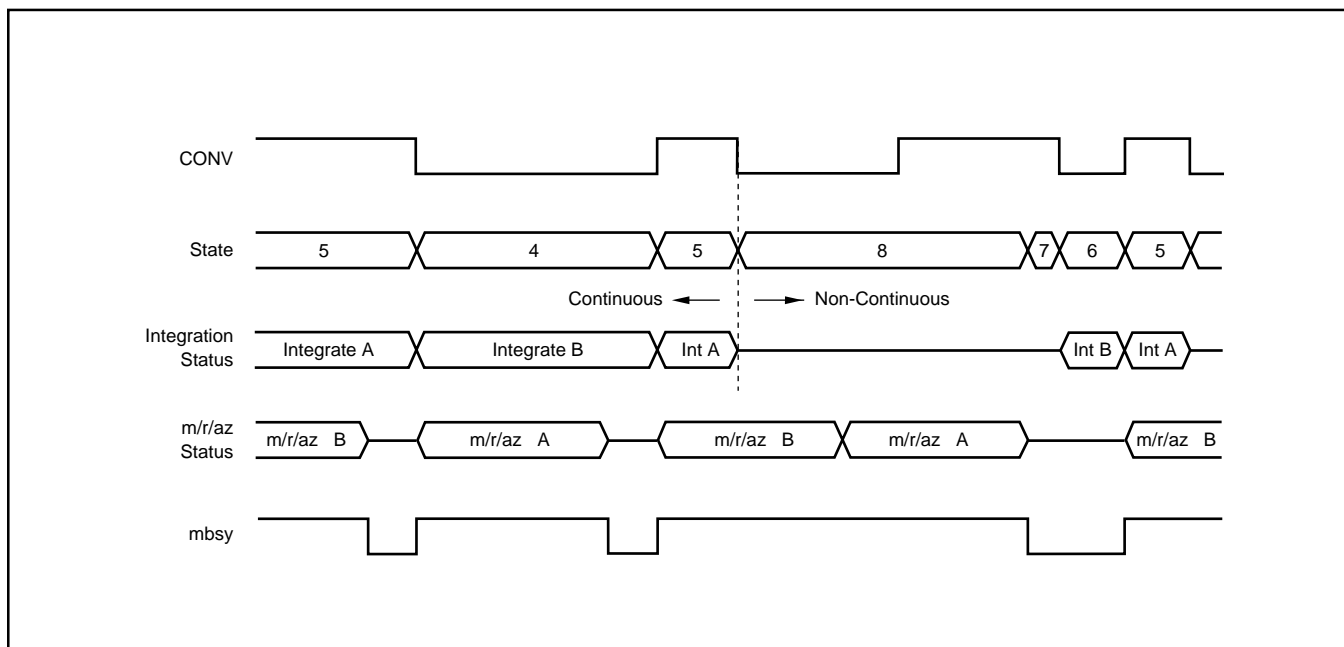 CONV
State 5 4 5 8 7 6 5
Continuous Non-Continuous
Integration
Status
Integrate A Integrate B Int A Int B Int A
m/r/az
Status
m/r/az B m/r/az A m/r/az B m/r/az A m/r/az B
mbsy